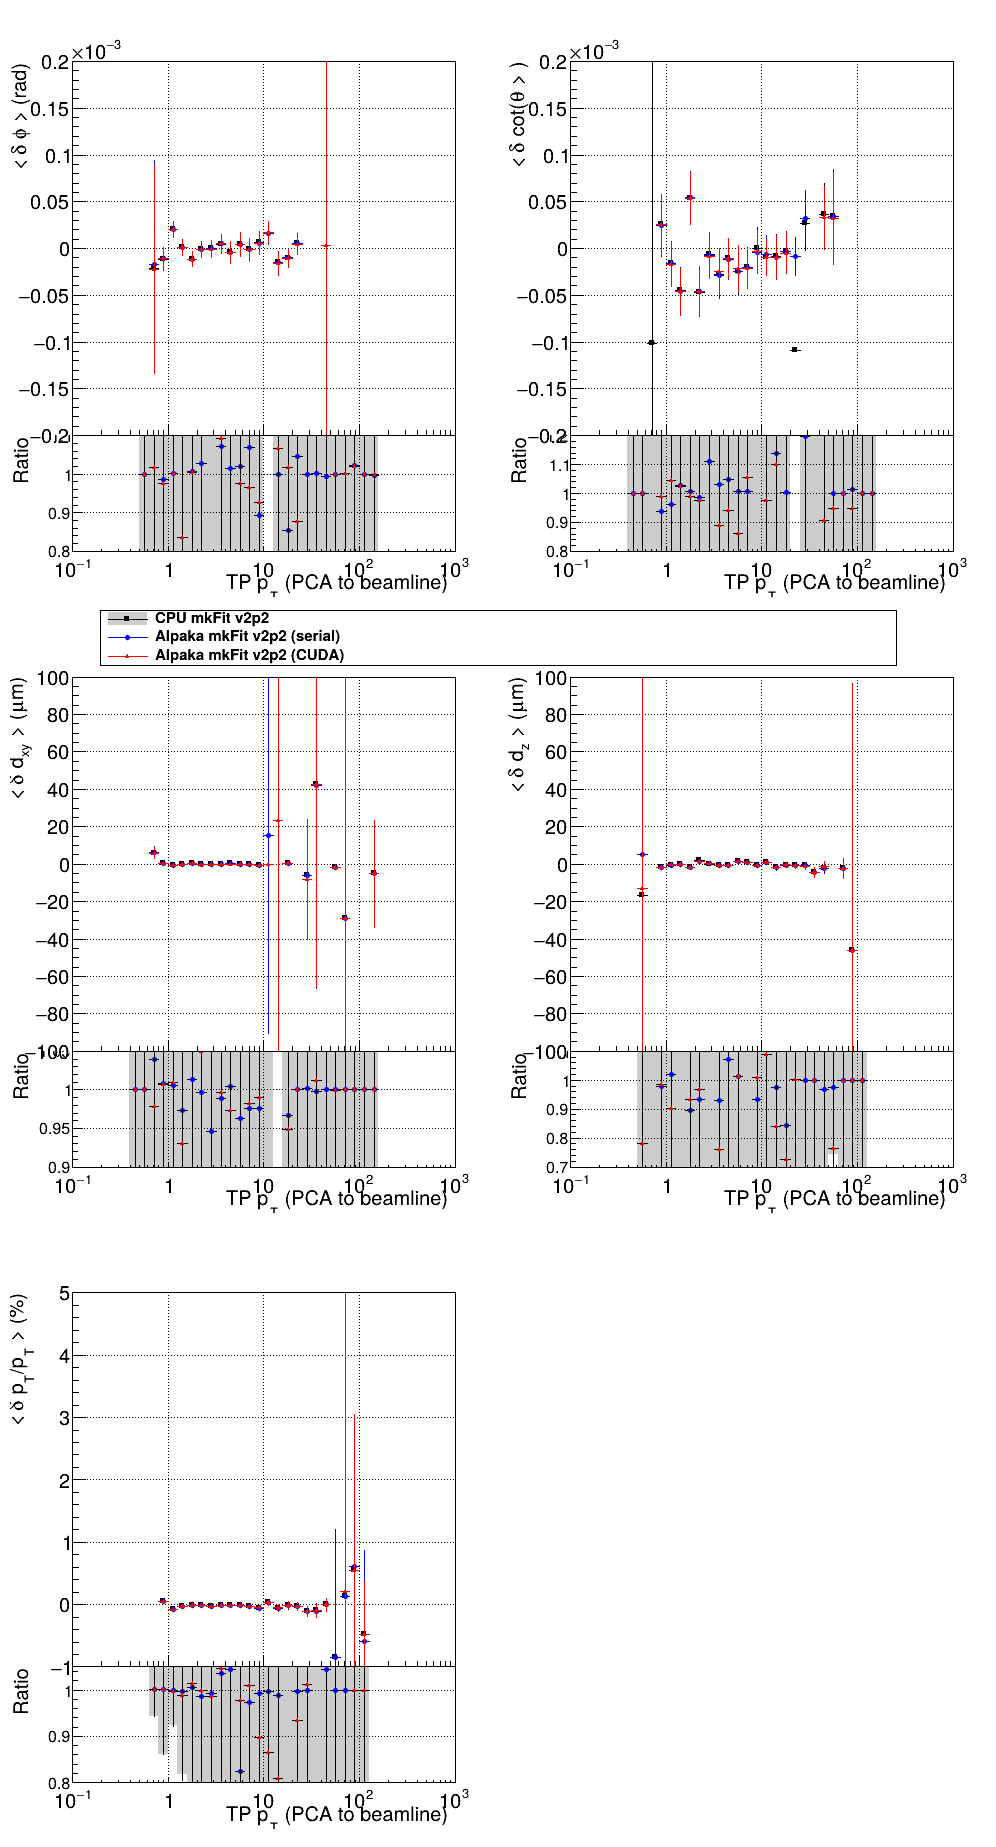 ×10⁻³
< δ φ > (rad)
0.2
0.15
0.1
0.05
0
−0.05
−0.1
−0.15
−0.2
Ratio
1
0.9
0.8
10⁻¹ 1 10 10² 10³
TP p_T (PCA to beamline)
×10⁻³
< δ cot(θ > )
0.2
0.15
0.1
0.05
0
−0.05
−0.1
−0.15
−0.2
Ratio
1.1
1
0.9
0.8
10⁻¹ 1 10 10² 10³
TP p_T (PCA to beamline)
CPU mkFit v2p2
Alpaka mkFit v2p2 (serial)
Alpaka mkFit v2p2 (CUDA)
< δ d_xy > (μm)
100
80
60
40
20
0
−20
−40
−60
−80
−100
Ratio
1
0.95
0.9
10⁻¹ 1 10 10² 10³
TP p_T (PCA to beamline)
< δ d_z > (μm)
100
80
60
40
20
0
−20
−40
−60
−80
−100
Ratio
1
0.9
0.8
0.7
10⁻¹ 1 10 10² 10³
TP p_T (PCA to beamline)
< δ p_T/p_T > (%)
5
4
3
2
1
0
−1
Ratio
1
0.9
0.8
10⁻¹ 1 10 10² 10³
TP p_T (PCA to beamline)